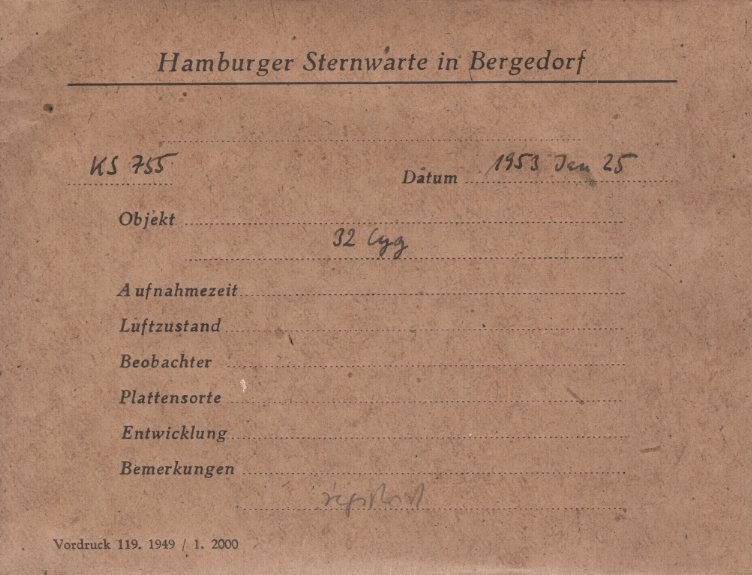 Hamburger Sternwarte in Bergedorf
KS 755 Datum 1953 Jan 25
Objekt
32 Cyg
Aufnahmezeit
Luftzustand
Beobachter
Plattensorte
Entwicklung
Bemerkungen
registriert
Vordruck 119. 1949 / 1. 2000